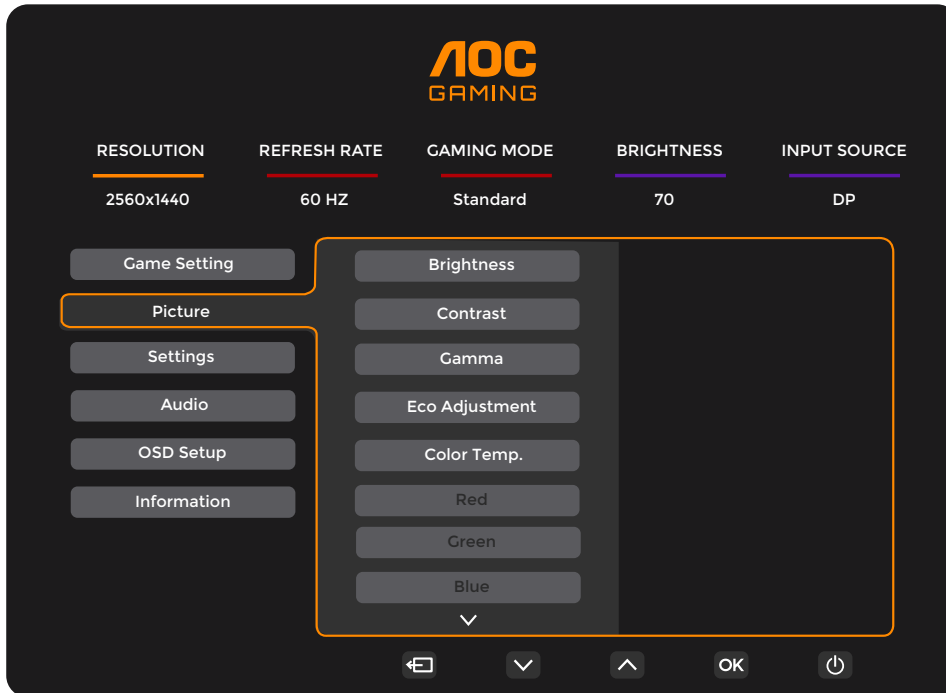 AOC
GAMING
RESOLUTION REFRESH RATE GAMING MODE BRIGHTNESS INPUT SOURCE
2560x1440 60 HZ Standard 70 DP
Game Setting
Picture
Settings
Audio
OSD Setup
Information
Brightness
Contrast
Gamma
Eco Adjustment
Color Temp.
Red
Green
Blue
OK